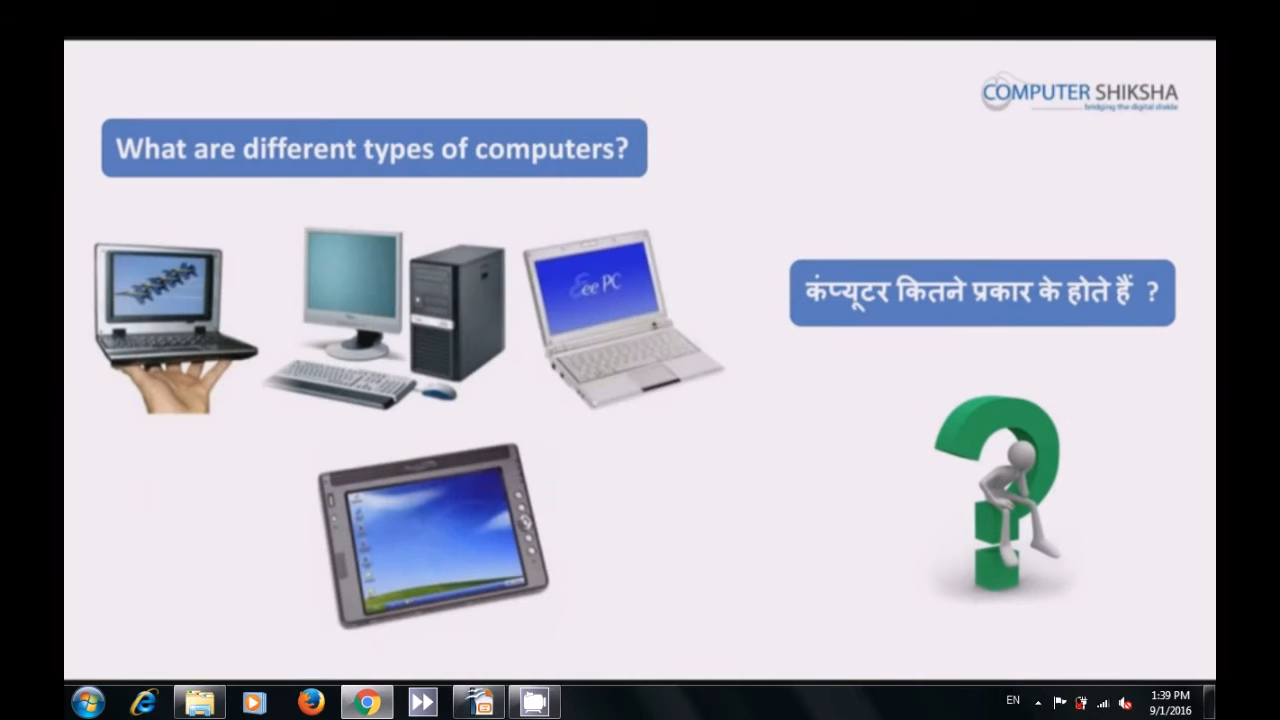 COMPUTER SHIKSHA
bridging the digital divide
What are different types of computers?
Eee PC
कंप्यूटर कितने प्रकार के होते हैं ?
EN
1:39 PM
9/1/2016